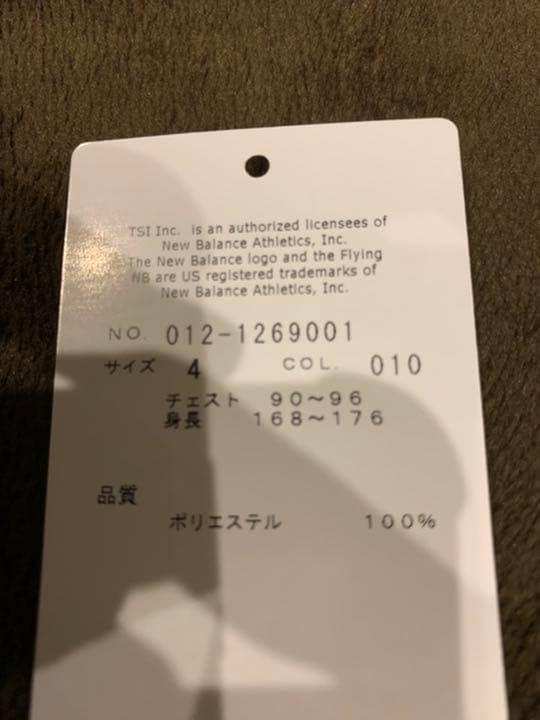 TSI Inc. is an authorized licensees of
New Balance Athletics, Inc.
The New Balance logo and the Flying
NB are US registered trademarks of
New Balance Athletics, Inc.
NO. 012-1269001
サイズ 4 COL. 010
チェスト 90〜96
身長 168〜176
品質
ポリエステル 100%